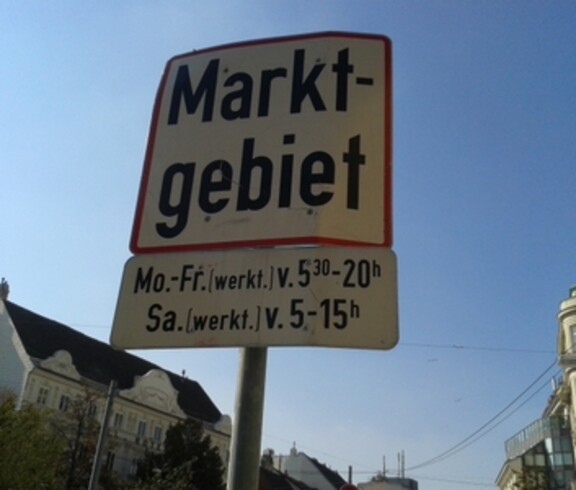 Markt-
gebiet
Mo.-Fr.(werkt.) v. 5³⁰-20ʰ
Sa.(werkt.) v. 5-15ʰ